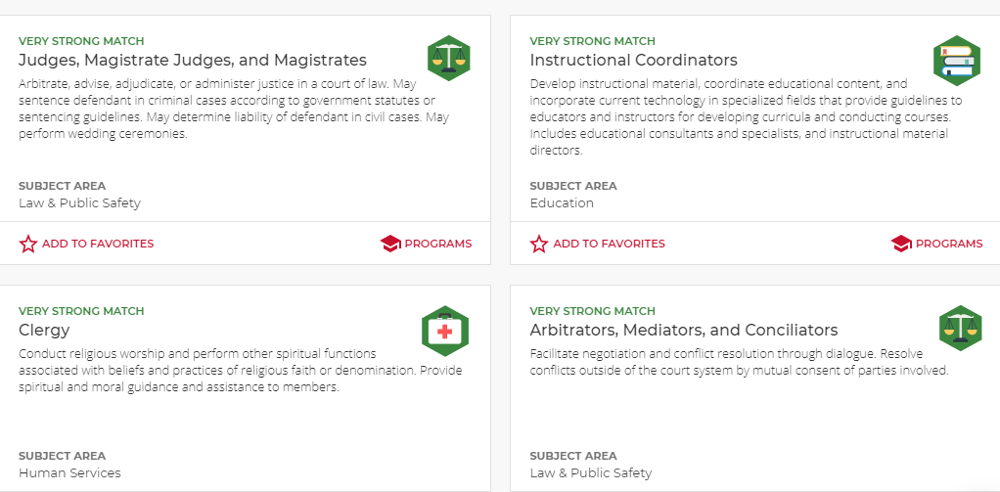 VERY STRONG MATCH
Judges, Magistrate Judges, and Magistrates
Arbitrate, advise, adjudicate, or administer justice in a court of law. May
sentence defendant in criminal cases according to government statutes or
sentencing guidelines. May determine liability of defendant in civil cases. May
perform wedding ceremonies.
SUBJECT AREA
Law & Public Safety
ADD TO FAVORITES
PROGRAMS
VERY STRONG MATCH
Instructional Coordinators
Develop instructional material, coordinate educational content, and
incorporate current technology in specialized fields that provide guidelines to
educators and instructors for developing curricula and conducting courses.
Includes educational consultants and specialists, and instructional material
directors.
SUBJECT AREA
Education
ADD TO FAVORITES
PROGRAMS
VERY STRONG MATCH
Clergy
Conduct religious worship and perform other spiritual functions
associated with beliefs and practices of religious faith or denomination. Provide
spiritual and moral guidance and assistance to members.
SUBJECT AREA
Human Services
VERY STRONG MATCH
Arbitrators, Mediators, and Conciliators
Facilitate negotiation and conflict resolution through dialogue. Resolve
conflicts outside of the court system by mutual consent of parties involved.
SUBJECT AREA
Law & Public Safety